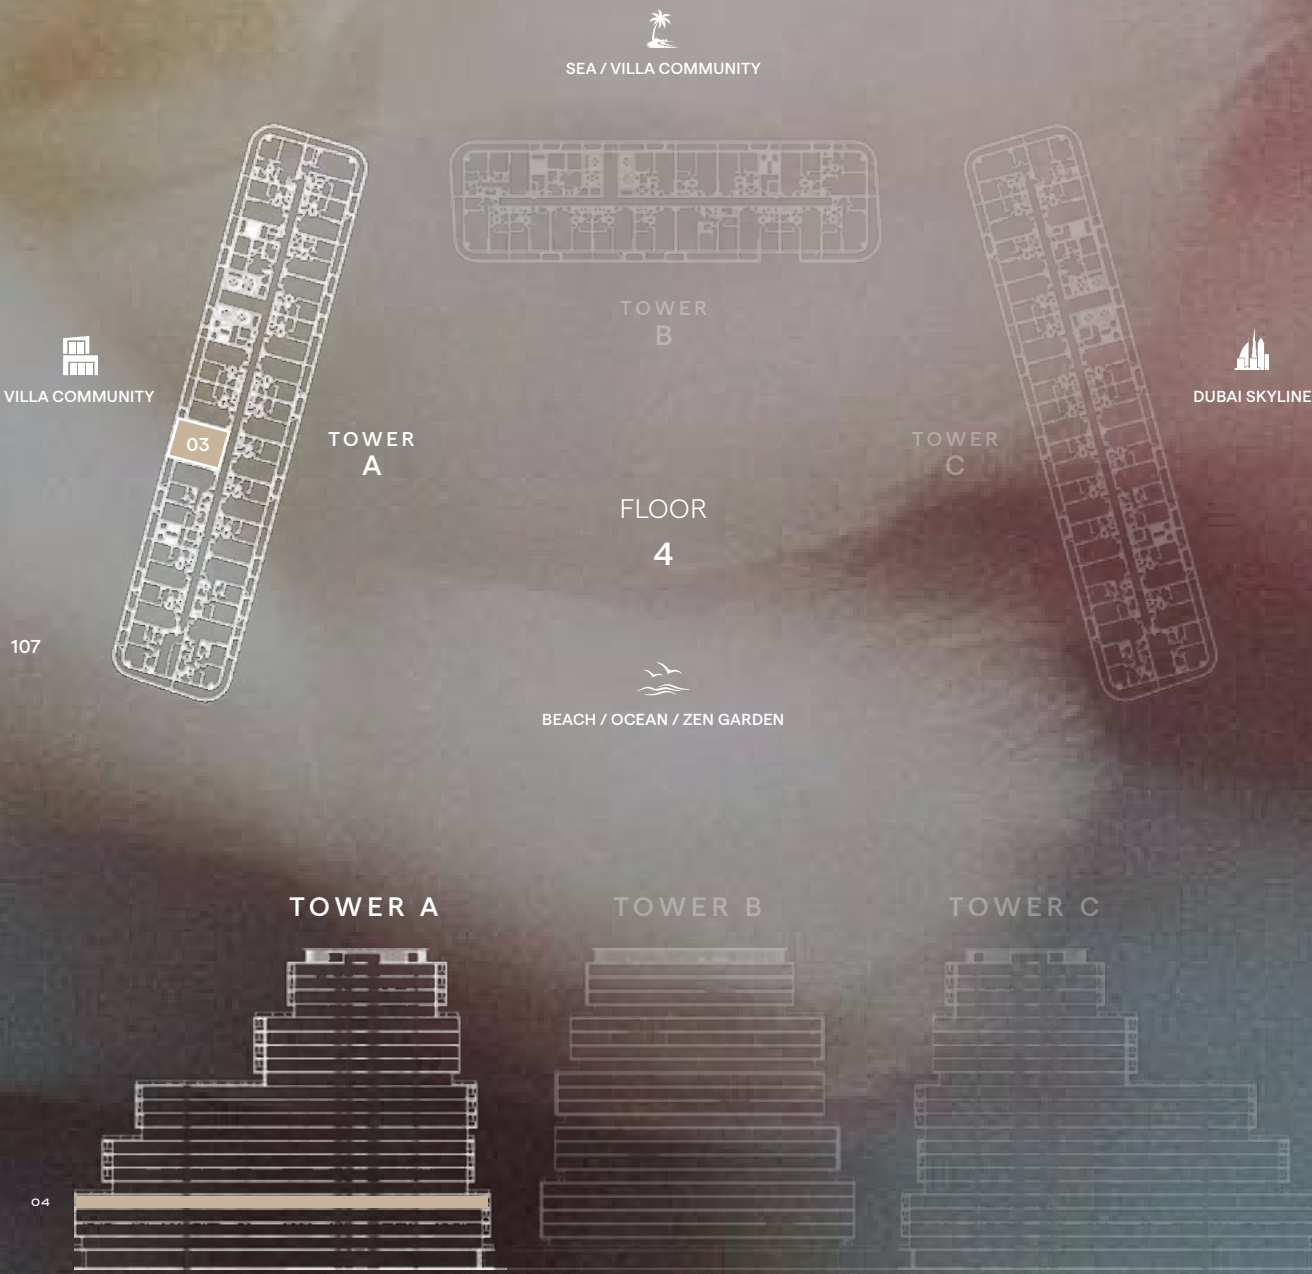 SEA / VILLA COMMUNITY
TOWER
B
VILLA COMMUNITY
DUBAI SKYLINE
03
TOWER
A
TOWER
C
FLOOR
4
107
BEACH / OCEAN / ZEN GARDEN
TOWER A
TOWER B
TOWER C
04